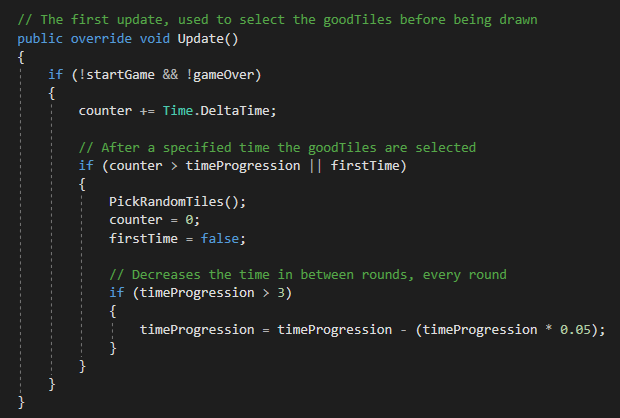 // The first update, used to select the goodTiles before being drawn
public override void Update()
{
if (!startGame && !gameOver)
{
counter += Time.DeltaTime;
// After a specified time the goodTiles are selected
if (counter > timeProgression || firstTime)
{
PickRandomTiles();
counter = 0;
firstTime = false;
// Decreases the time in between rounds, every round
if (timeProgression > 3)
{
timeProgression = timeProgression - (timeProgression * 0.05);
}
}
}
}